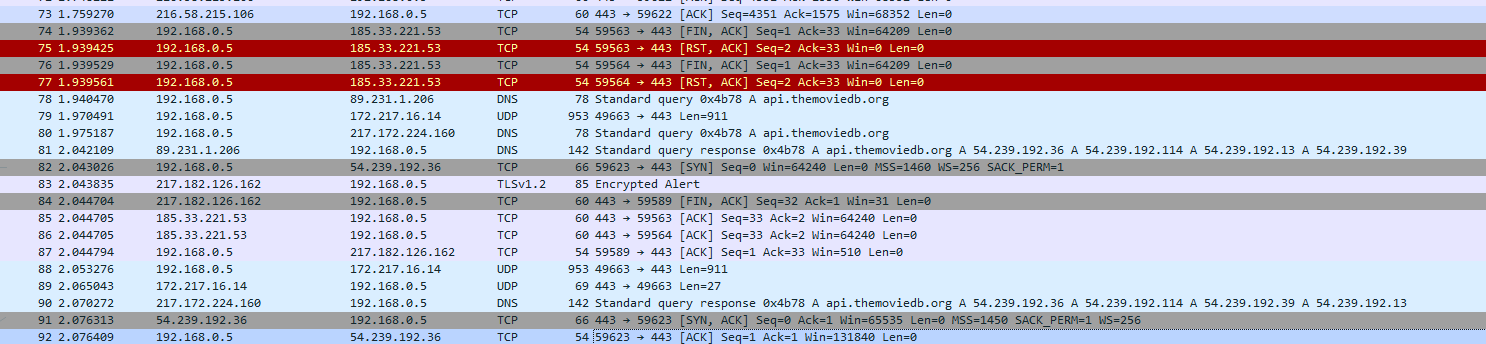 73 1.759270 216.58.215.106 192.168.0.5 TCP 60 443 → 59622 [ACK] Seq=4351 Ack=1575 Win=68352 Len=0
74 1.939362 192.168.0.5 185.33.221.53 TCP 54 59563 → 443 [FIN, ACK] Seq=1 Ack=33 Win=64209 Len=0
75 1.939425 192.168.0.5 185.33.221.53 TCP 54 59563 → 443 [RST, ACK] Seq=2 Ack=33 Win=0 Len=0
76 1.939529 192.168.0.5 185.33.221.53 TCP 54 59564 → 443 [FIN, ACK] Seq=1 Ack=33 Win=64209 Len=0
77 1.939561 192.168.0.5 185.33.221.53 TCP 54 59564 → 443 [RST, ACK] Seq=2 Ack=33 Win=0 Len=0
78 1.940470 192.168.0.5 89.231.1.206 DNS 78 Standard query 0x4b78 A api.themoviedb.org
79 1.970491 192.168.0.5 172.217.16.14 UDP 953 49663 → 443 Len=911
80 1.975187 192.168.0.5 217.172.224.160 DNS 78 Standard query 0x4b78 A api.themoviedb.org
81 2.042109 89.231.1.206 192.168.0.5 DNS 142 Standard query response 0x4b78 A api.themoviedb.org A 54.239.192.36 A 54.239.192.114 A 54.239.192.13 A 54.239.192.39
82 2.043026 192.168.0.5 54.239.192.36 TCP 66 59623 → 443 [SYN] Seq=0 Win=64240 Len=0 MSS=1460 WS=256 SACK_PERM=1
83 2.043835 217.182.126.162 192.168.0.5 TLSv1.2 85 Encrypted Alert
84 2.044704 217.182.126.162 192.168.0.5 TCP 60 443 → 59589 [FIN, ACK] Seq=32 Ack=1 Win=31 Len=0
85 2.044705 185.33.221.53 192.168.0.5 TCP 60 443 → 59563 [ACK] Seq=33 Ack=2 Win=64240 Len=0
86 2.044705 185.33.221.53 192.168.0.5 TCP 60 443 → 59564 [ACK] Seq=33 Ack=2 Win=64240 Len=0
87 2.044794 192.168.0.5 217.182.126.162 TCP 54 59589 → 443 [ACK] Seq=1 Ack=33 Win=510 Len=0
88 2.053276 192.168.0.5 172.217.16.14 UDP 953 49663 → 443 Len=911
89 2.065043 172.217.16.14 192.168.0.5 UDP 69 443 → 49663 Len=27
90 2.070272 217.172.224.160 192.168.0.5 DNS 142 Standard query response 0x4b78 A api.themoviedb.org A 54.239.192.36 A 54.239.192.114 A 54.239.192.39 A 54.239.192.13
91 2.076313 54.239.192.36 192.168.0.5 TCP 66 443 → 59623 [SYN, ACK] Seq=0 Ack=1 Win=65535 Len=0 MSS=1450 SACK_PERM=1 WS=256
92 2.076409 192.168.0.5 54.239.192.36 TCP 54 59623 → 443 [ACK] Seq=1 Ack=1 Win=131840 Len=0